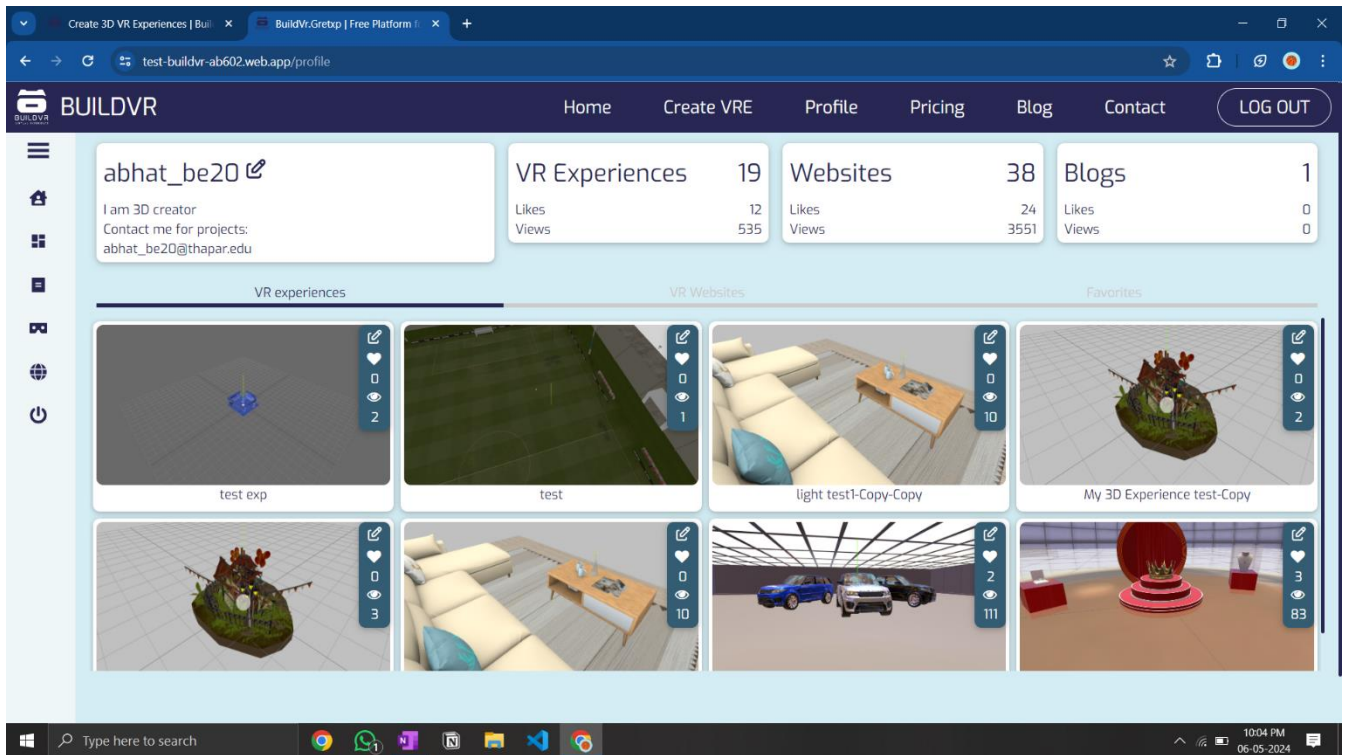 Create 3D VR Experiences | Buil
BuildVr.Gretxp | Free Platform f
test-buildvr-ab602.web.app/profile
BUILDVR
BUILDVR
Home Create VRE Profile Pricing Blog Contact LOG OUT
abhat_be20
I am 3D creator
Contact me for projects:
abhat_be20@thapar.edu
VR Experiences 19
Likes 12
Views 535
Websites 38
Likes 24
Views 3551
Blogs 1
Likes 0
Views 0
VR experiences VR Websites Favorites
0
2
test exp
0
1
test
0
10
light test1-Copy-Copy
0
2
My 3D Experience test-Copy
0
3
0
10
2
111
3
83
Type here to search
1
10:04 PM
06-05-2024